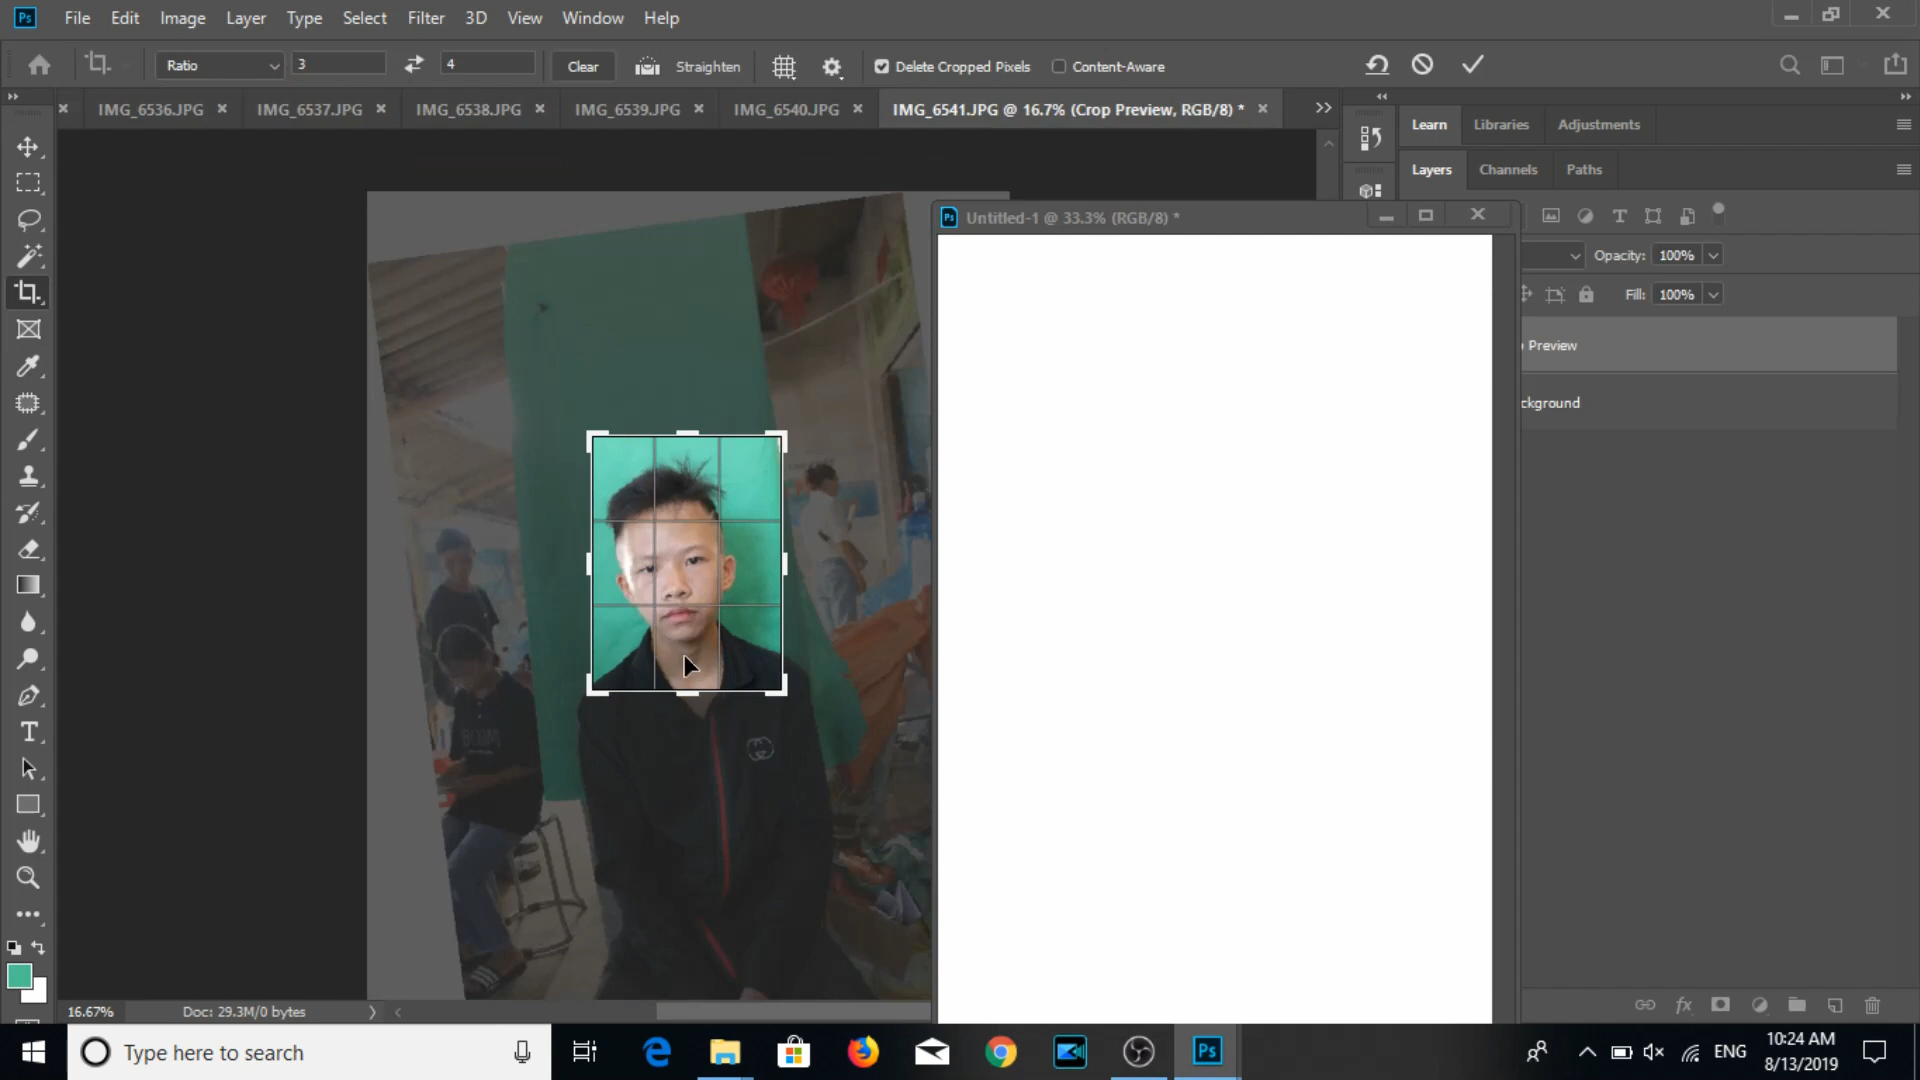 Ps File Edit Image Layer Type Select Filter 3D View Window Help
Ratio 3 4 Clear Straighten Delete Cropped Pixels Content-Aware
IMG_6536.JPG IMG_6537.JPG IMG_6538.JPG IMG_6539.JPG IMG_6540.JPG IMG_6541.JPG @ 16.7% (Crop Preview, RGB/8) *
Learn Libraries Adjustments
Layers Channels Paths
Ps Untitled-1 @ 33.3% (RGB/8) *
Opacity: 100%
Fill: 100%
Preview
ckground
16.67% Doc: 29.3M/0 bytes
Type here to search
Ps
ENG
10:24 AM
8/13/2019